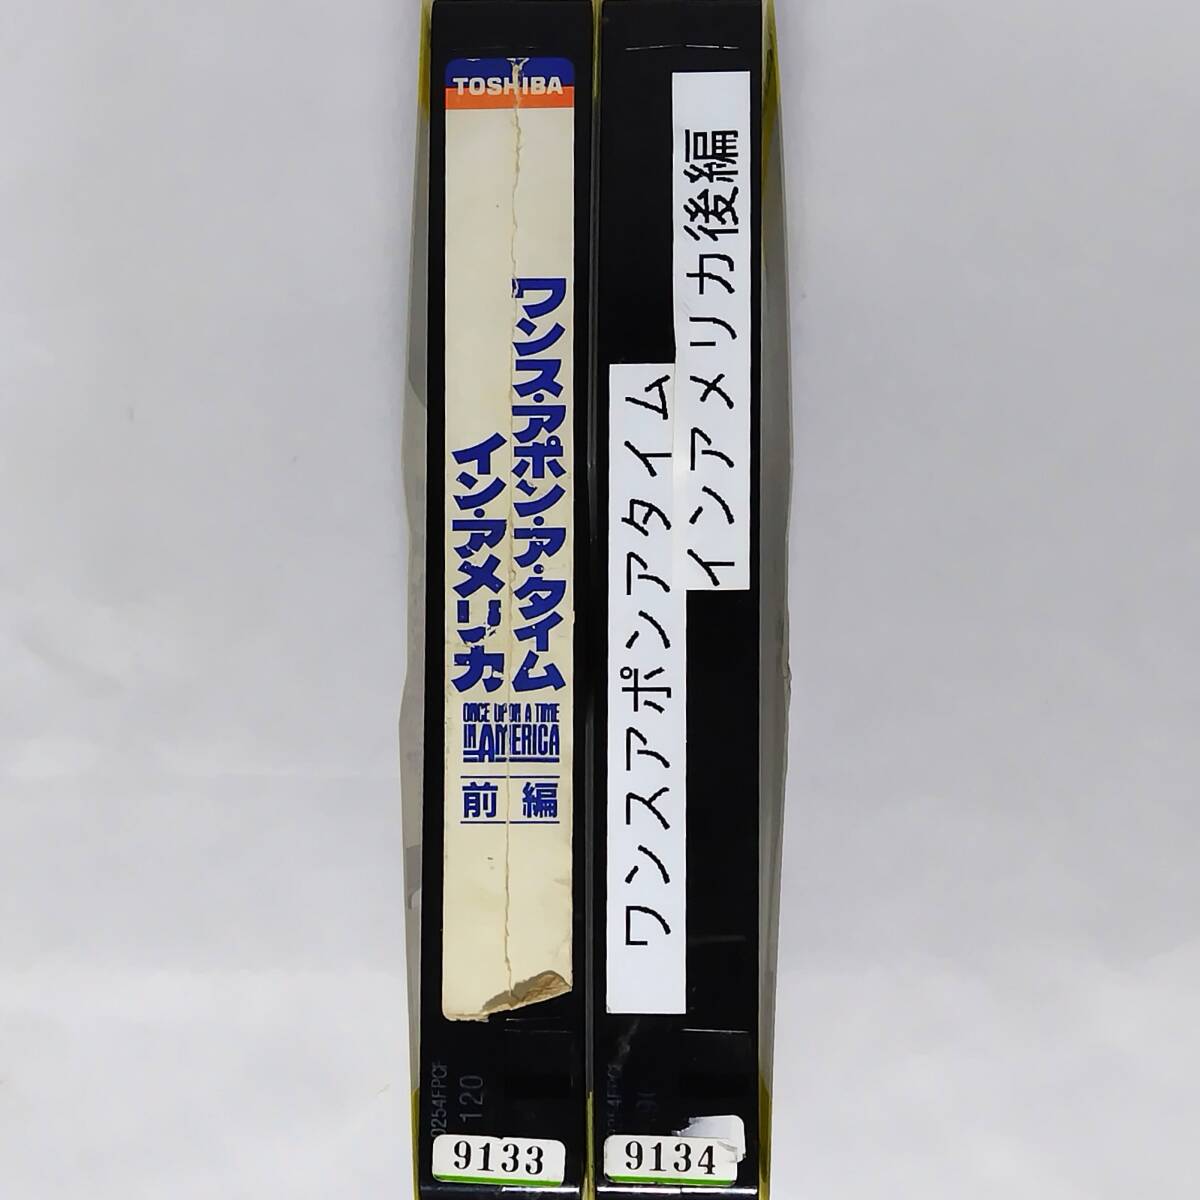 TOSHIBA
ワンス・アポン・ア・タイム
イン・アメリカ
ONCE UPON A TIME
IN AMERICA
前編
0254FPCF
120
9133
ワンスアポンアタイム
インアメリカ後編
9134